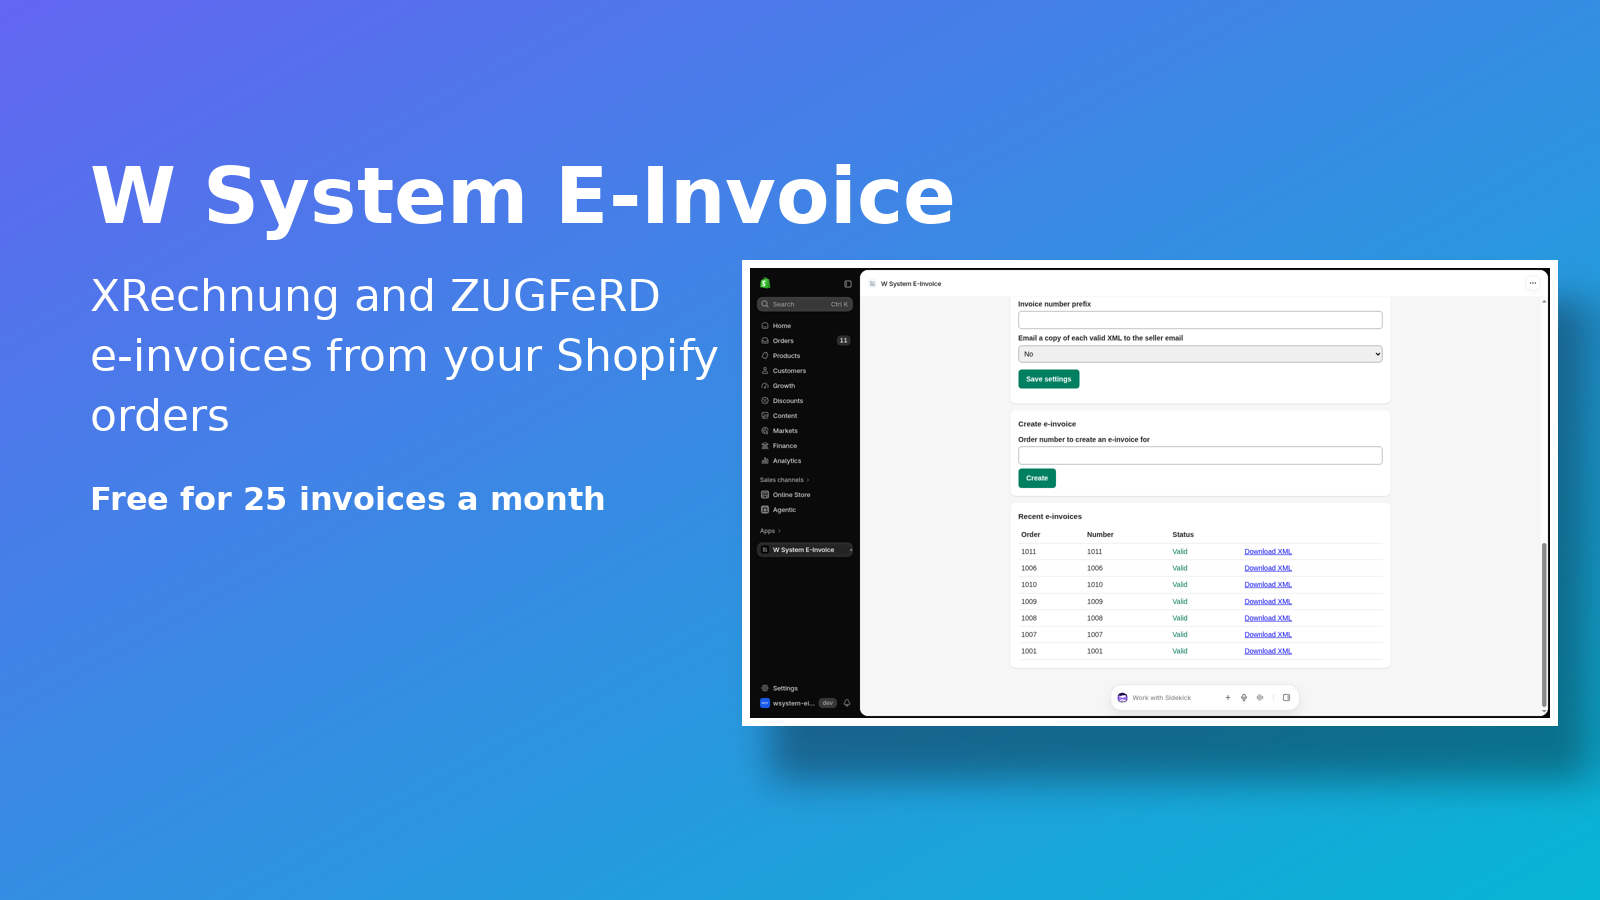 W System E-Invoice
XRechnung and ZUGFeRD
e-invoices from your Shopify
orders
Free for 25 invoices a month
Search Ctrl K
Home
Orders 11
Products
Customers
Growth
Discounts
Content
Markets
Finance
Analytics
Sales channels
Online Store
Agentic
Apps
W System E-Invoice
Settings
wsystem-ei... dev
W System E-Invoice
Invoice number prefix
Email a copy of each valid XML to the seller email
No
Save settings
Create e-invoice
Order number to create an e-invoice for
Create
Recent e-invoices
Order Number Status
1011 1011 Valid Download XML
1006 1006 Valid Download XML
1010 1010 Valid Download XML
1009 1009 Valid Download XML
1008 1008 Valid Download XML
1007 1007 Valid Download XML
1001 1001 Valid Download XML
Work with Sidekick